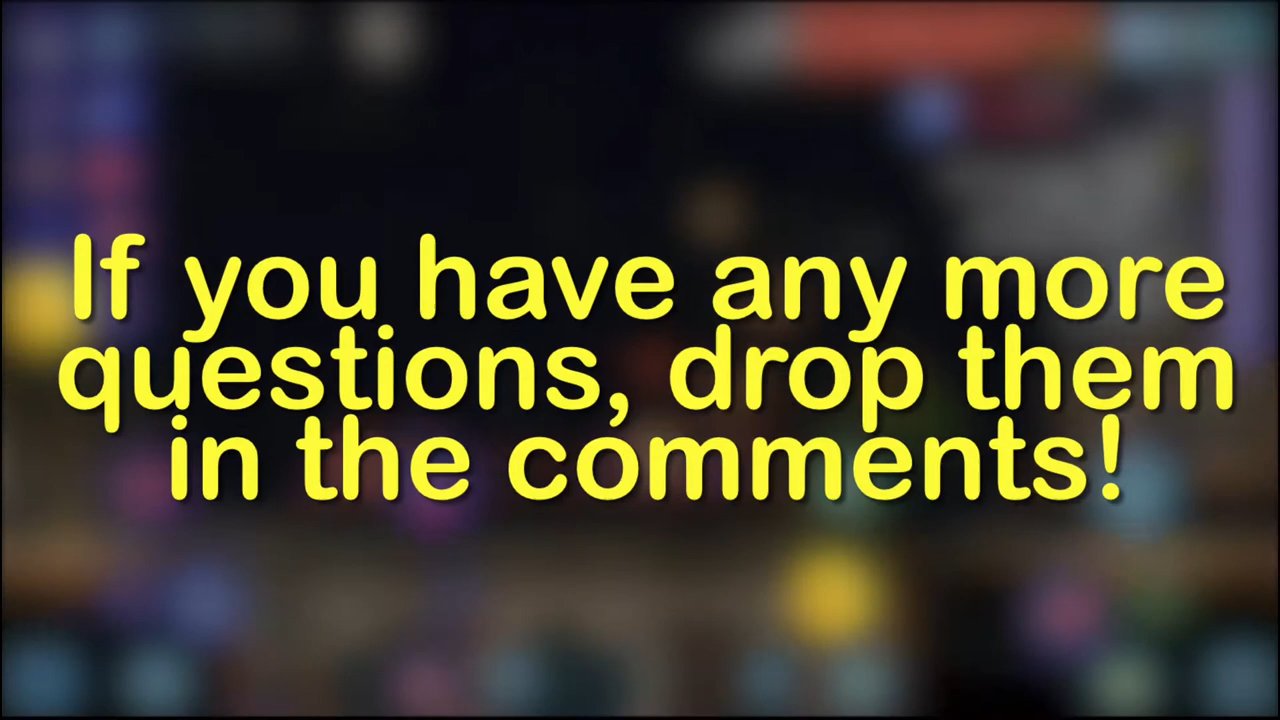 If you have any more
questions, drop them
in the comments!